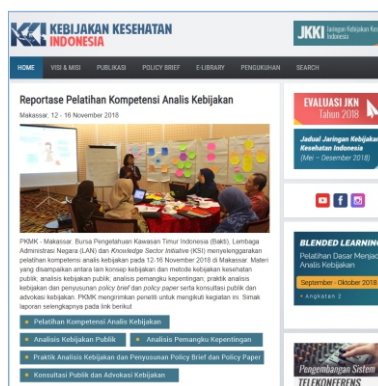 KKI KEBIJAKAN KESEHATAN
INDONESIA
JKKI Jaringan Kebijakan
Indonesia
HOME VISI & MISI PUBLIKASI POLICY BRIEF E-LIBRARY PENGUKUHAN SEARCH
Reportase Pelatihan Kompetensi Analis Kebijakan
Makassar, 12 - 16 November 2018
PKMK - Makassar. Bursa Pengetahuan Kawasan Timur Indonesia (Bakti), Lembaga
Administrasi Negara (LAN) dan Knowledge Sector Initiative (KSI) menyelenggarakan
pelatihan kompetensi analis kebijakan pada 12-16 November 2018 di Makassar. Materi
yang disampaikan antara lain konsep kebijakan dan metode kebijakan kesehatan
publik, analisis kebijakan publik, analisis pemangku kepentingan, praktik analisis
kebijakan dan penyusunan policy brief dan policy paper serta konsultasi publik dan
advokasi kebijakan. PKMK mengirimkan peneliti untuk mengikuti kegiatan ini. Simak
laporan selengkapnya pada link berikut
Pelatihan Kompetensi Analis Kebijakan
Analisis Kebijakan Publik
Analisis Pemangku Kepentingan
Praktik Analisis Kebijakan dan Penyusunan Policy Brief dan Policy Paper
Konsultasi Publik dan Advokasi Kebijakan
EVALUASI JKN
Tahun 2018
Jadual Jaringan Kebijakan
Kesehatan Indonesia
(Mei – Desember 2018)
BLENDED LEARNING
Pelatihan Dasar Menjadi
Analis Kebijakan
September - Oktober 2018
Angkatan 2
Pengembangan Sistem
TELEKONFERENS